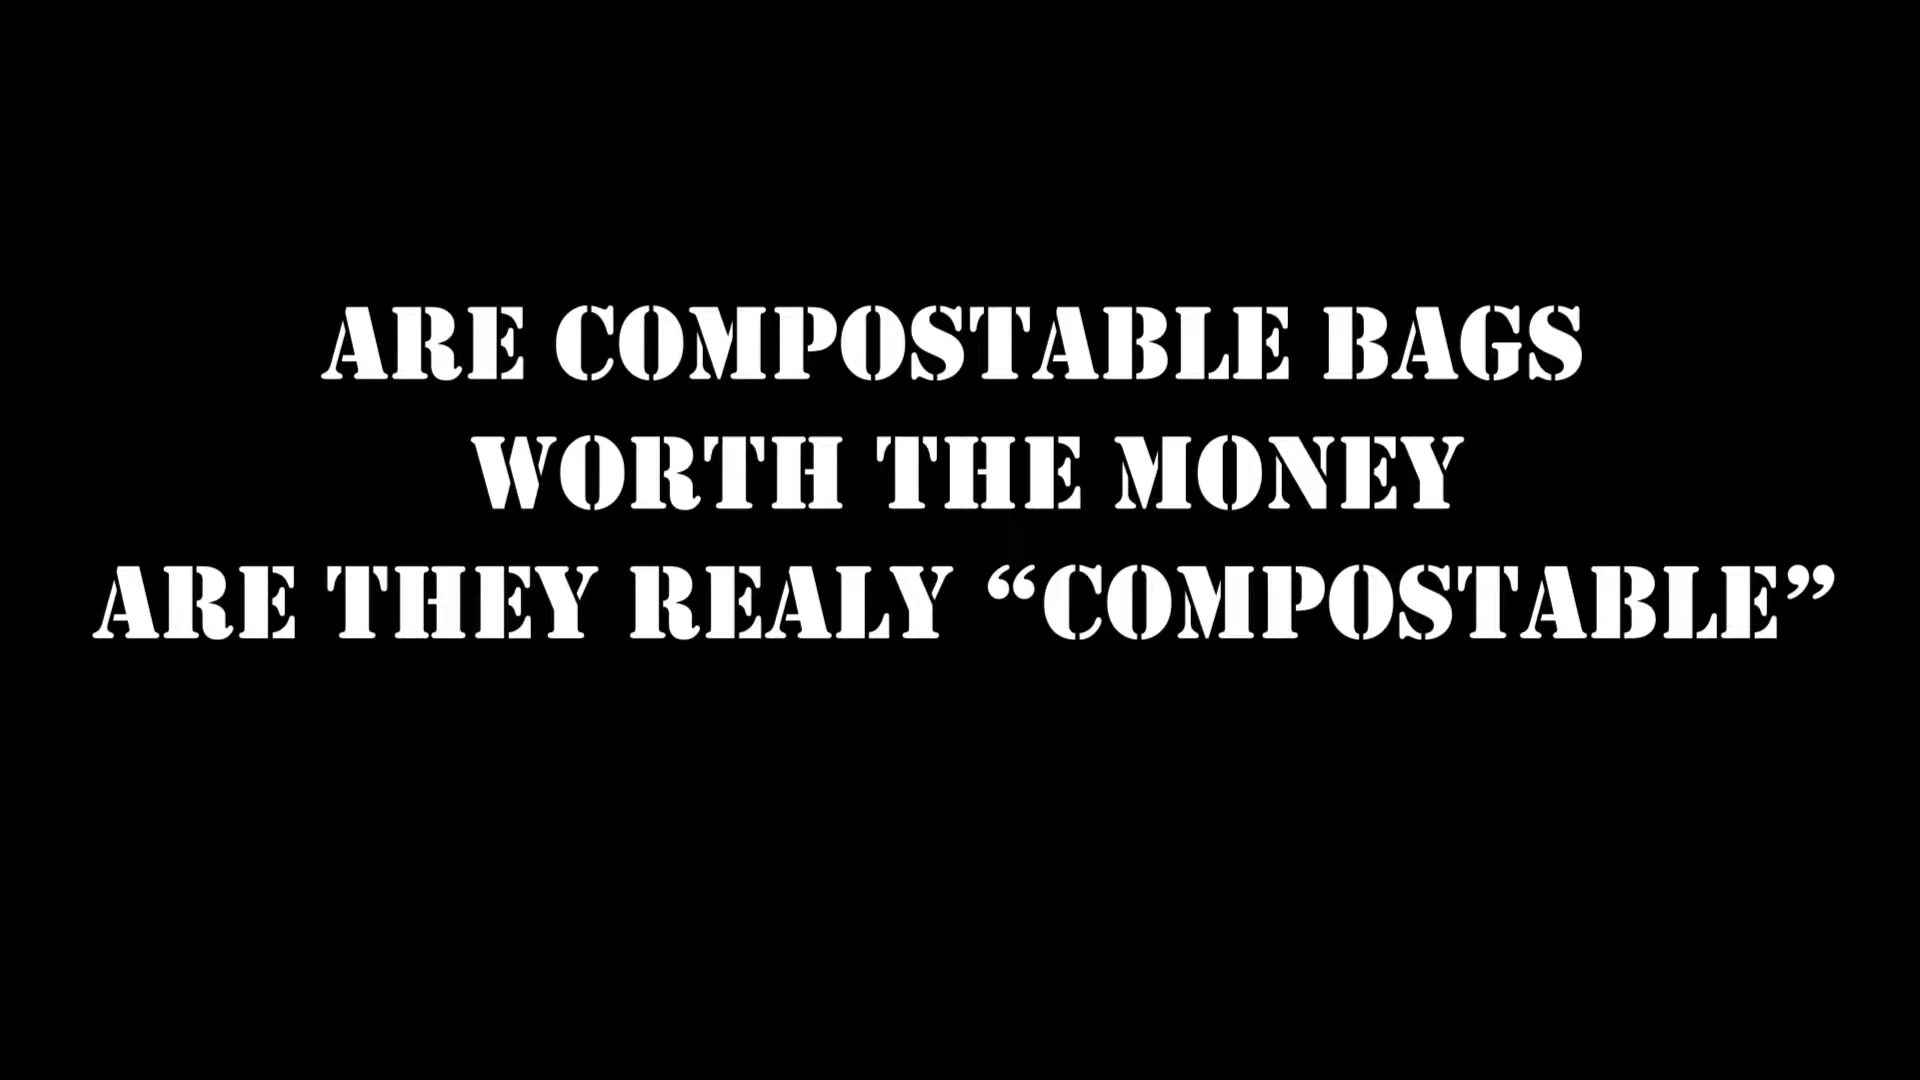 ARE COMPOSTABLE BAGS
WORTH THE MONEY
ARE THEY REALY “COMPOSTABLE”